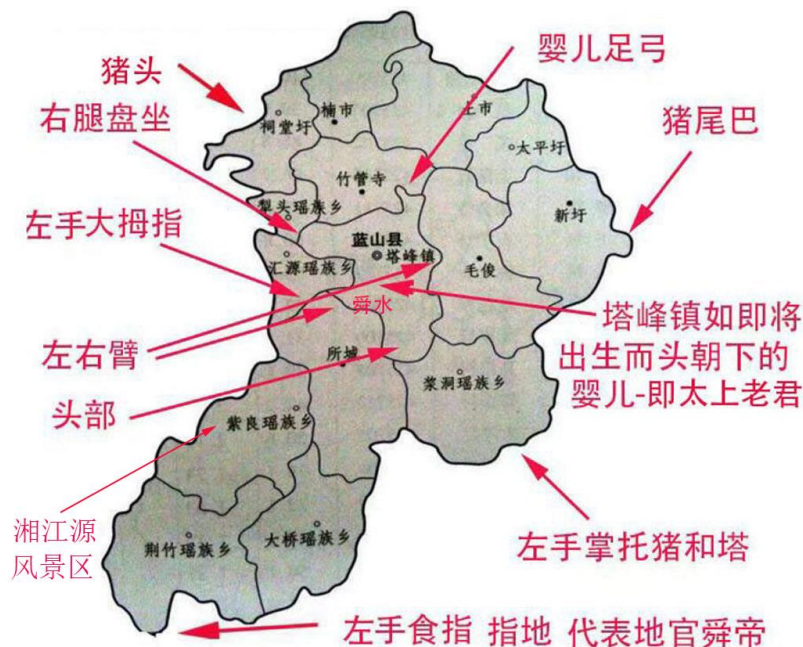 婴儿足弓
猪头
右腿盘坐
楠市
土市
祠堂圩
太平圩
猪尾巴
竹管寺
犁头瑶族乡
新圩
左手大拇指
蓝山县
塔峰镇
汇源瑶族乡
毛俊
舜水
塔峰镇如即将
出生而头朝下的
婴儿-即太上老君
左右臂
所城
浆洞瑶族乡
头部
紫良瑶族乡
湘江源
风景区
荆竹瑶族乡
大桥瑶族乡
左手掌托猪和塔
左手食指 指地 代表地官舜帝